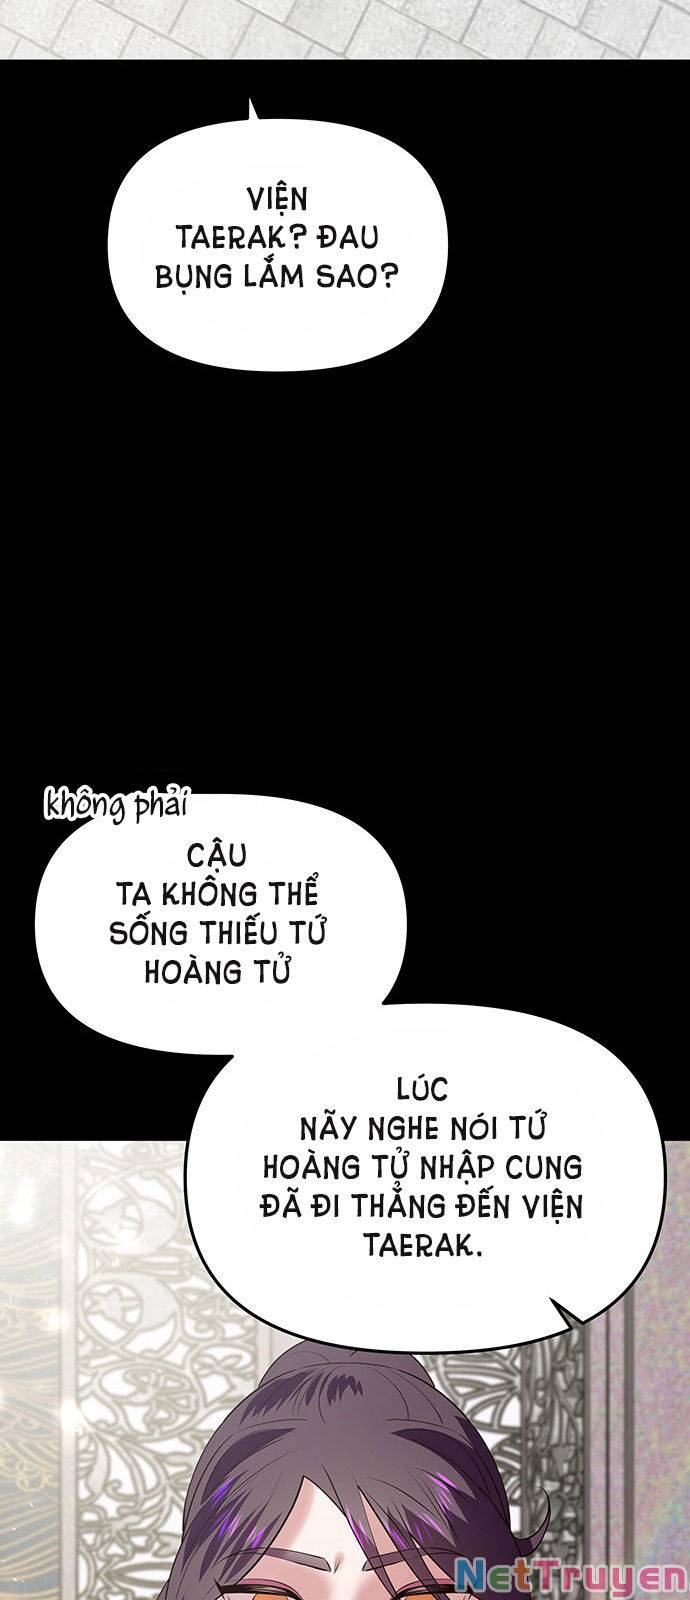 VIỆN
TAERAK? ĐAU
BỤNG LẮM SAO?
không phải
CẬU
TA KHÔNG THỂ
SỐNG THIẾU TỨ
HOÀNG TỬ
LÚC
NÃY NGHE NÓI TỨ
HOÀNG TỬ NHẬP CUNG
ĐÃ ĐI THẲNG ĐẾN VIỆN
TAERAK.
NetTruyen